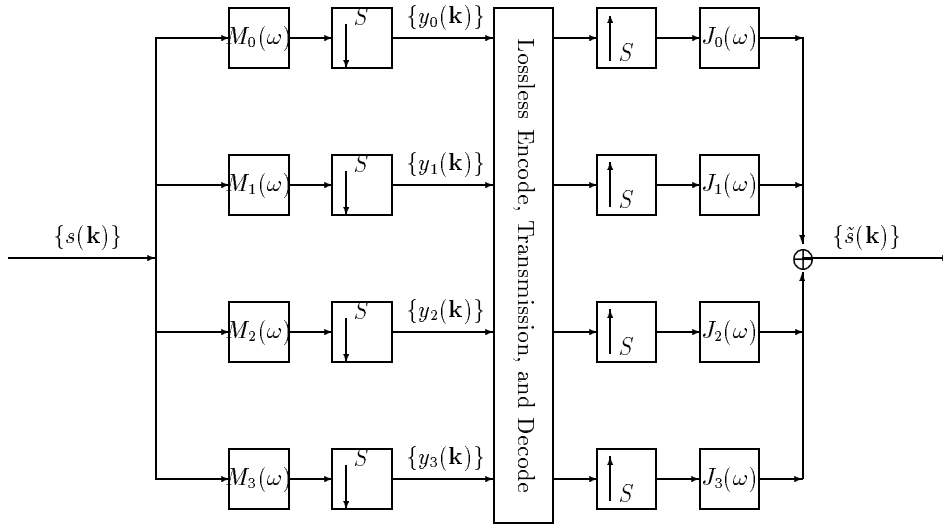 M₀(ω) S {y₀(𝐤)} S J₀(ω)
M₁(ω) S {y₁(𝐤)} S J₁(ω)
{s(𝐤)} {s̃(𝐤)}
M₂(ω) S {y₂(𝐤)} S J₂(ω)
M₃(ω) S {y₃(𝐤)} S J₃(ω)
Lossless Encode, Transmission, and Decode